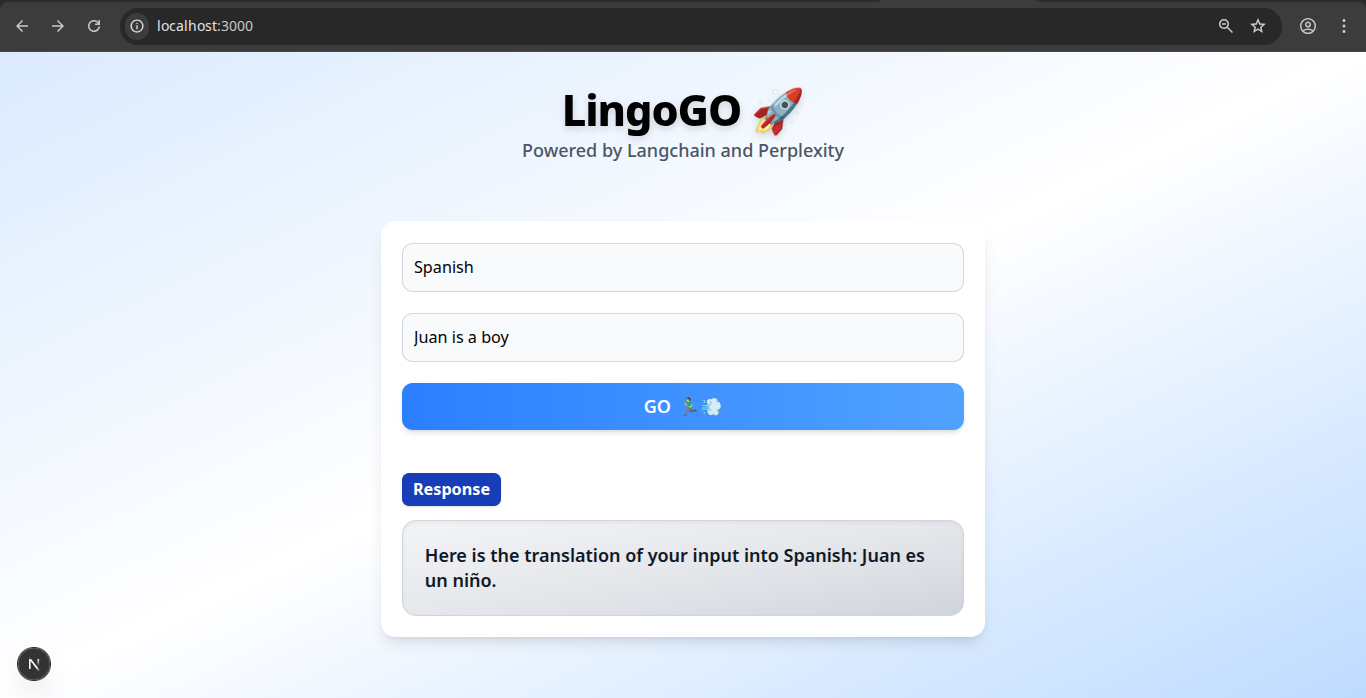 localhost:3000
LingoGO 🚀
Powered by Langchain and Perplexity
Spanish
Juan is a boy
GO 🏃‍♂️💨
Response
Here is the translation of your input into Spanish: Juan es
un niño.
N